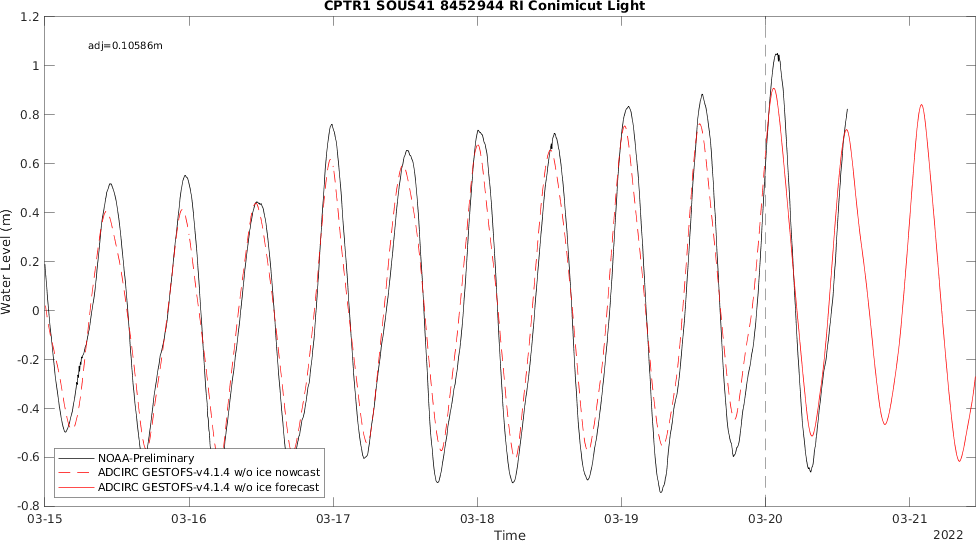 CPTR1 SOUS41 8452944 RI Conimicut Light
adj=0.10586m
1.2
1
0.8
0.6
0.4
0.2
0
-0.2
-0.4
-0.6
-0.8
Water Level (m)
NOAA-Preliminary
ADCIRC GESTOFS-v4.1.4 w/o ice nowcast
ADCIRC GESTOFS-v4.1.4 w/o ice forecast
03-15 03-16 03-17 03-18 03-19 03-20 03-21
Time
2022